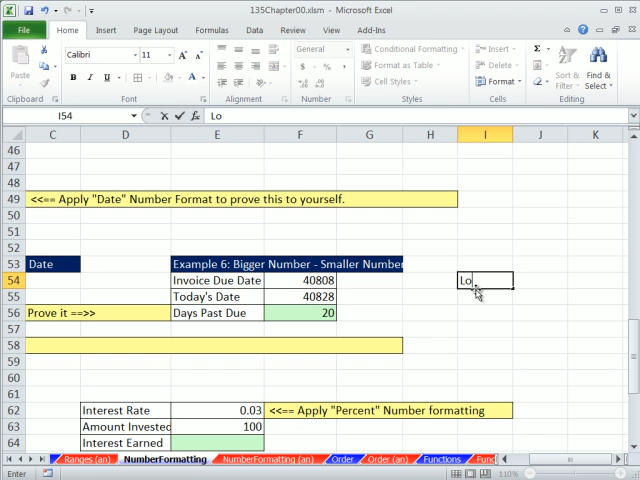 135Chapter00.xlsm - Microsoft Excel
File Home Insert Page Layout Formulas Data Review View Add-Ins
Paste
Calibri 11
B I U
General
$ % ,
Conditional Formatting
Format as Table
Cell Styles
Insert
Delete
Format
Σ
Sort & Filter
Find & Select
Clipboard Font Alignment Number Styles Cells Editing
I54 fx Lo
C D E F G H I J K
46
47
48
49 <<== Apply "Date" Number Format to prove this to yourself.
50
51
52
53 Date Example 6: Bigger Number - Smaller Number
54 Invoice Due Date 40808 Lo
55 Today's Date 40828
56 Prove it ==>> Days Past Due 20
57
58
59
60
61
62 Interest Rate 0.03 <<== Apply "Percent" Number formatting
63 Amount Invested 100
64 Interest Earned
Ranges (an) NumberFormatting NumberFormatting (an) Order Order (an) Functions Func
Enter 110%